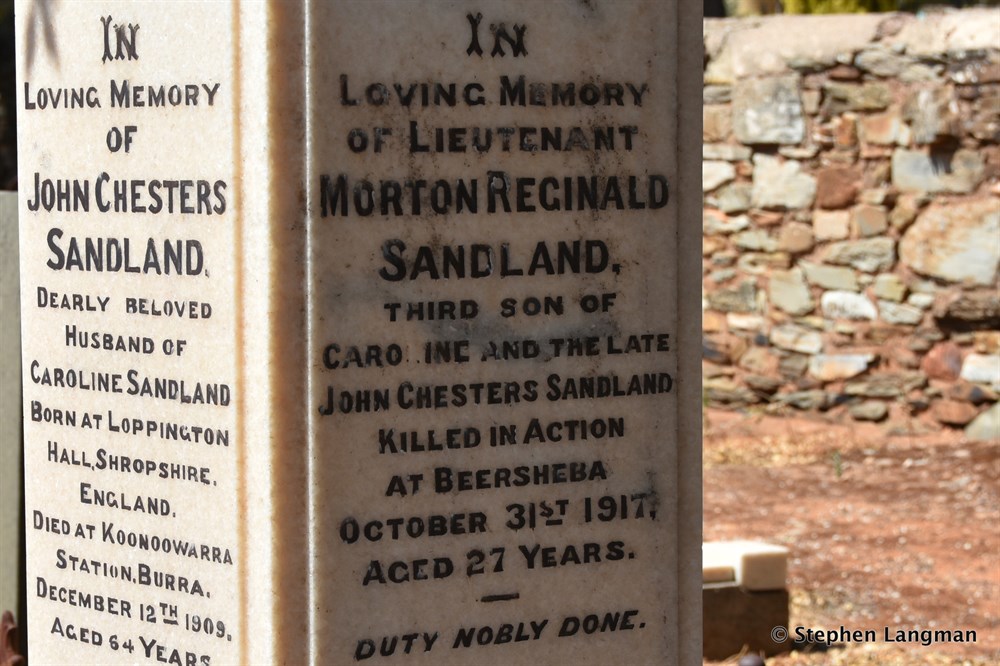 IN
LOVING MEMORY
OF
JOHN CHESTERS
SANDLAND.
DEARLY BELOVED
HUSBAND OF
CAROLINE SANDLAND
BORN AT LOPPINGTON
HALL, SHROPSHIRE.
ENGLAND.
DIED AT KOONOOWARRA
STATION, BURRA.
DECEMBER 12TH 1909.
AGED 64 YEARS
IN
LOVING MEMORY
OF LIEUTENANT
MORTON REGINALD
SANDLAND,
THIRD SON OF
CAROLINE AND THE LATE
JOHN CHESTERS SANDLAND
KILLED IN ACTION
AT BEERSHEBA
OCTOBER 31ST 1917,
AGED 27 YEARS.
DUTY NOBLY DONE.
© Stephen Langman